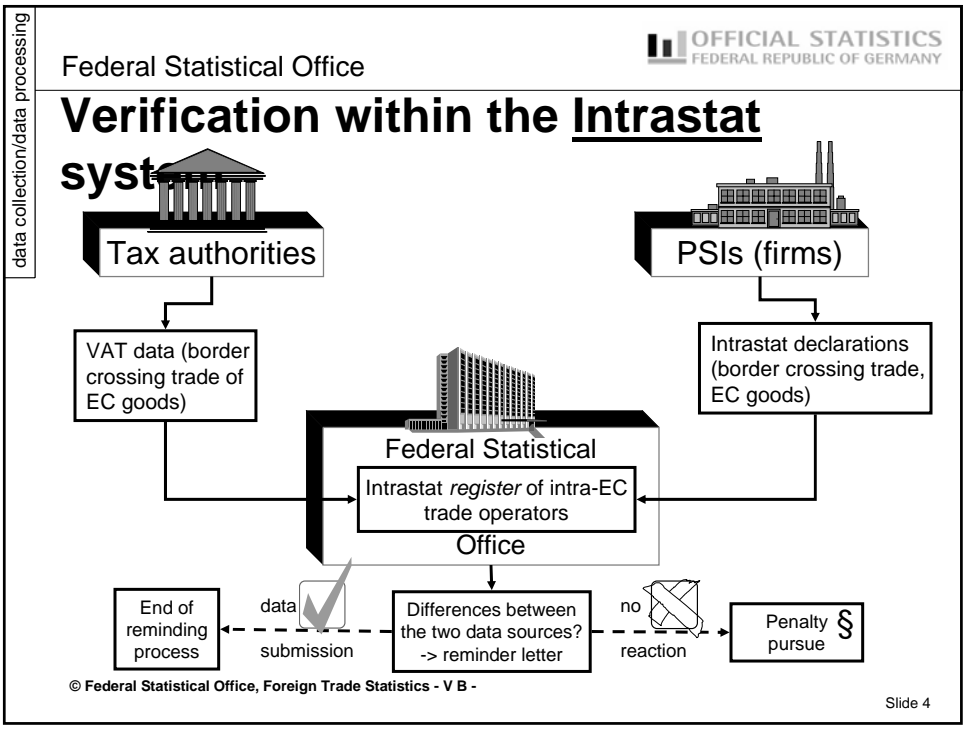 data collection/data processing
OFFICIAL STATISTICS
FEDERAL REPUBLIC OF GERMANY
Federal Statistical Office
Verification within the Intrastat
syste
Tax authorities
PSIs (firms)
VAT data (border
crossing trade of
EC goods)
Intrastat declarations
(border crossing trade,
EC goods)
Federal Statistical
Intrastat register of intra-EC
trade operators
Office
End of
reminding
process
data
submission
Differences between
the two data sources?
-> reminder letter
no
reaction
Penalty §
pursue
© Federal Statistical Office, Foreign Trade Statistics - V B -
Slide 4